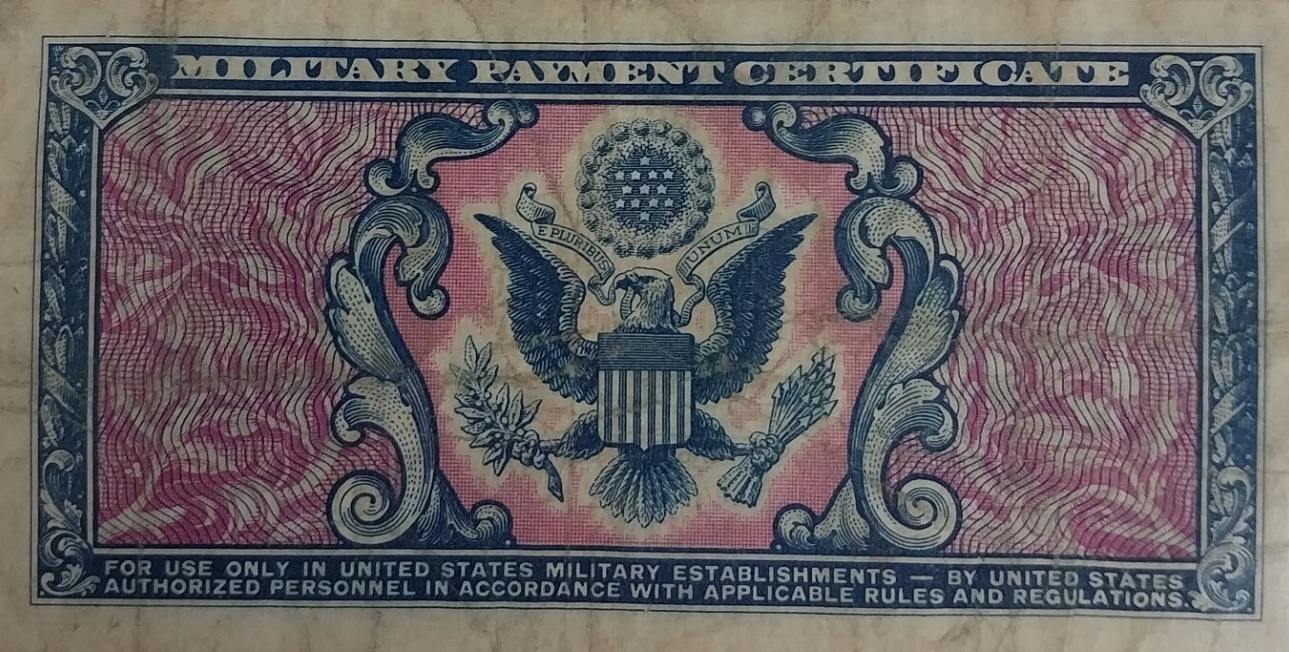 MILITARY PAYMENT CERTIFICATE
E PLURIBUS UNUM
FOR USE ONLY IN UNITED STATES MILITARY ESTABLISHMENTS — BY UNITED STATES
AUTHORIZED PERSONNEL IN ACCORDANCE WITH APPLICABLE RULES AND REGULATIONS.